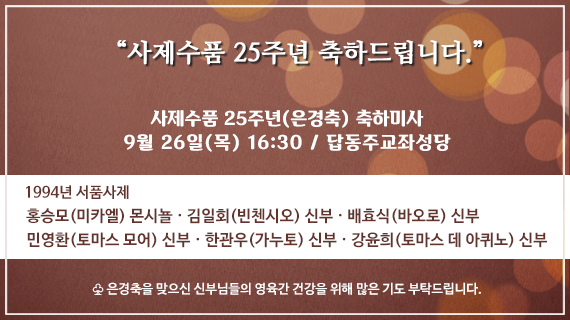 “사제수품 25주년 축하드립니다.”
사제수품 25주년(은경축) 축하미사
9월 26일(목) 16:30 / 답동주교좌성당
1994년 서품사제
홍승모(미카엘) 몬시뇰 · 김일회(빈첸시오) 신부 · 배효식(바오로) 신부
민영환(토마스 모어) 신부 · 한관우(가누토) 신부 · 강윤희(토마스 데 아퀴노) 신부
♧ 은경축을 맞으신 신부님들의 영육간 건강을 위해 많은 기도 부탁드립니다.